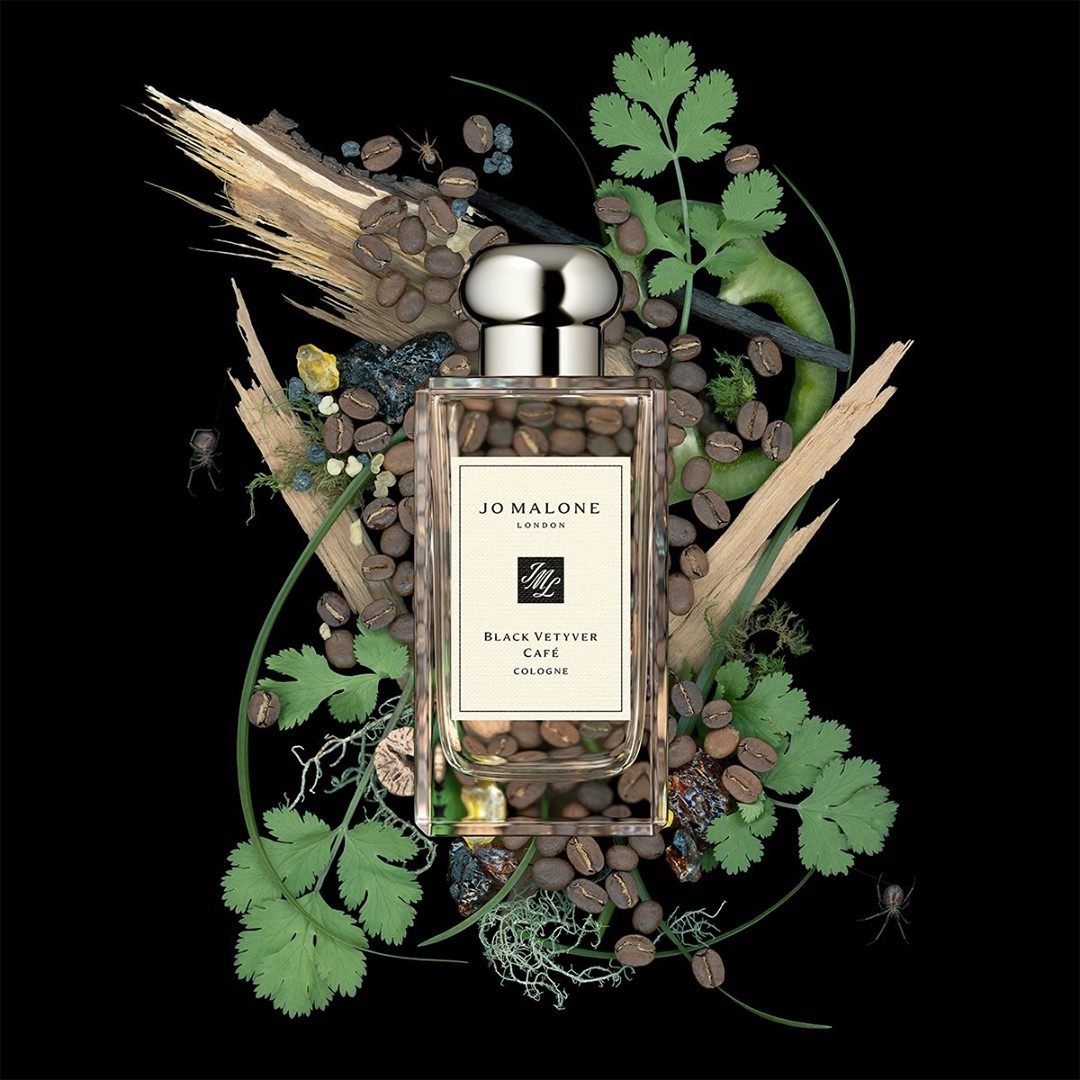 JO MALONE
LONDON
JML
BLACK VETYVER
CAFÉ
COLOGNE